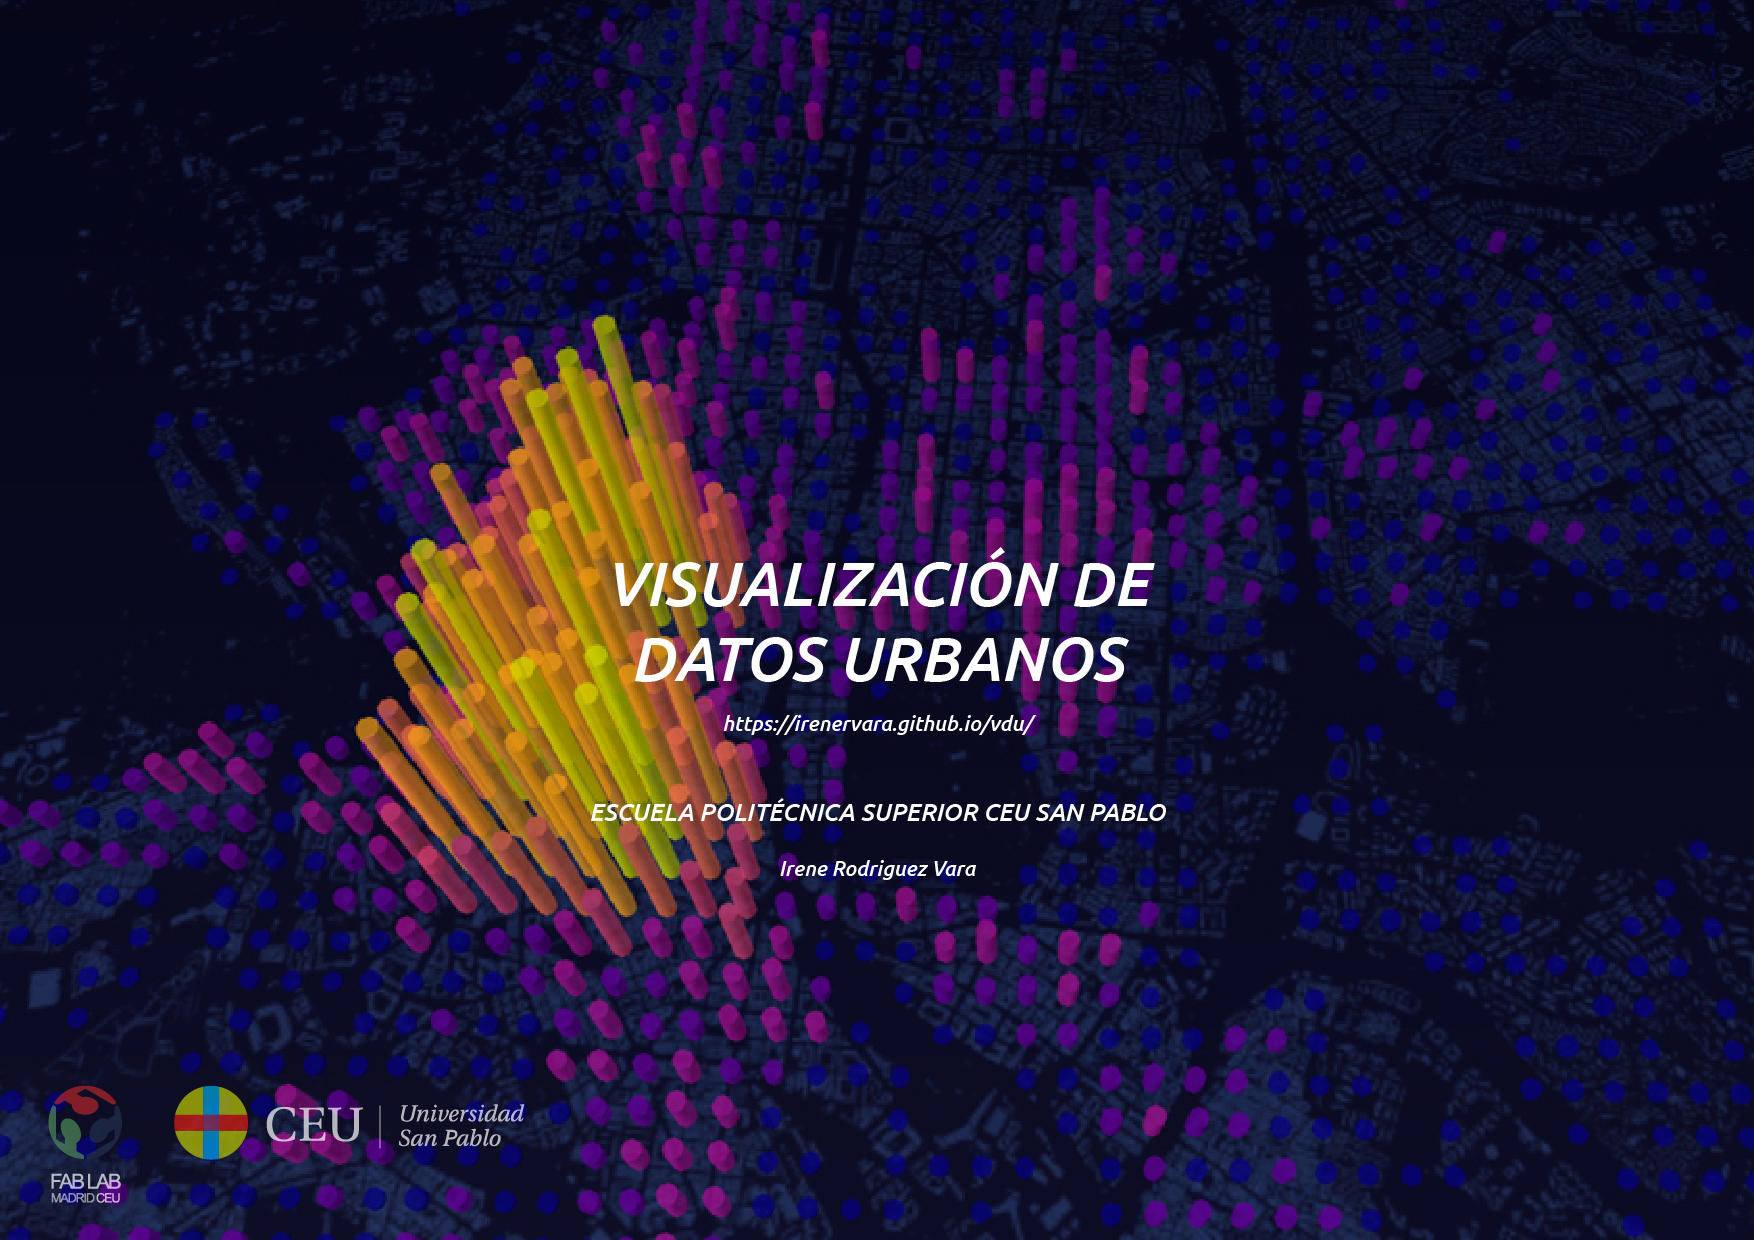 VISUALIZACIÓN DE
DATOS URBANOS
https://irenervara.github.io/vdu/
ESCUELA POLITÉCNICA SUPERIOR CEU SAN PABLO
Irene Rodriguez Vara
FAB LAB
MADRID CEU
CEU
Universidad
San Pablo